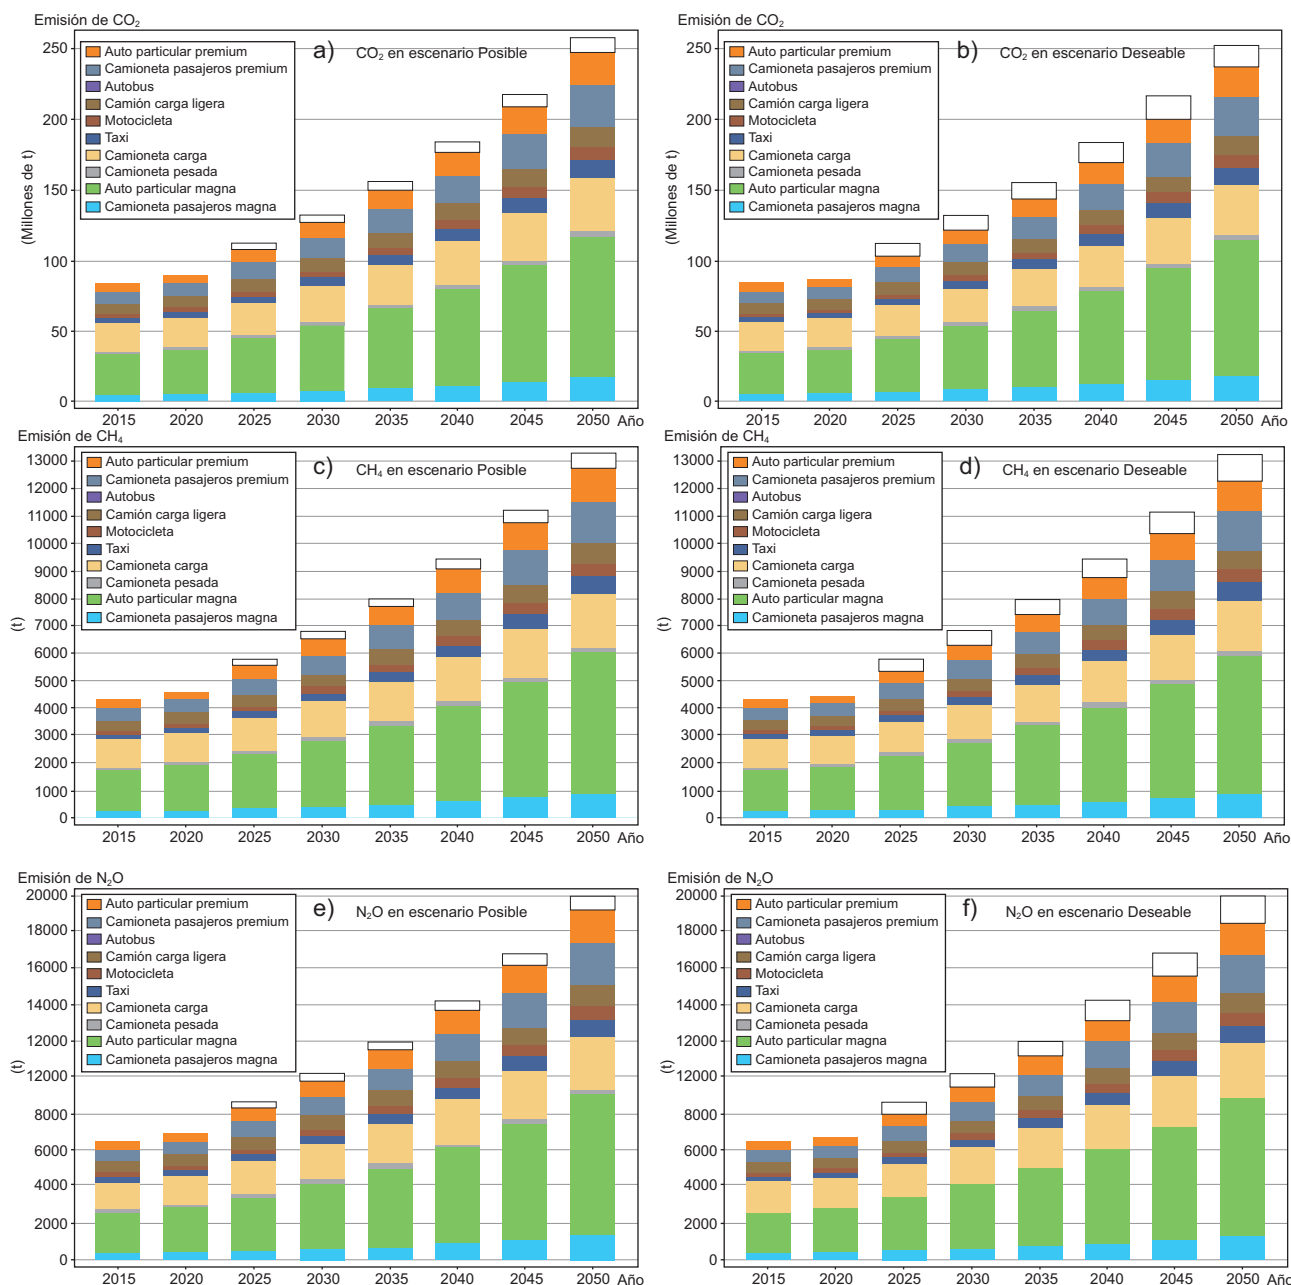 Emisión de CO₂
a) CO₂ en escenario Posible
(Millones de t)
250
200
150
100
50
0
Auto particular premium
Camioneta pasajeros premium
Autobus
Camión carga ligera
Motocicleta
Taxi
Camioneta carga
Camioneta pesada
Auto particular magna
Camioneta pasajeros magna
2015 2020 2025 2030 2035 2040 2045 2050 Año
Emisión de CO₂
b) CO₂ en escenario Deseable
(Millones de t)
250
200
150
100
50
0
Auto particular premium
Camioneta pasajeros premium
Autobus
Camión carga ligera
Motocicleta
Taxi
Camioneta carga
Camioneta pesada
Auto particular magna
Camioneta pasajeros magna
2015 2020 2025 2030 2035 2040 2045 2050 Año
Emisión de CH₄
c) CH₄ en escenario Posible
(t)
13000
12000
11000
10000
9000
8000
7000
6000
5000
4000
3000
2000
1000
0
Auto particular premium
Camioneta pasajeros premium
Autobus
Camión carga ligera
Motocicleta
Taxi
Camioneta carga
Camioneta pesada
Auto particular magna
Camioneta pasajeros magna
2015 2020 2025 2030 2035 2040 2045 2050 Año
Emisión de CH₄
d) CH₄ en escenario Deseable
(t)
13000
12000
11000
10000
9000
8000
7000
6000
5000
4000
3000
2000
1000
0
Auto particular premium
Camioneta pasajeros premium
Autobus
Camión carga ligera
Motocicleta
Taxi
Camioneta carga
Camioneta pesada
Auto particular magna
Camioneta pasajeros magna
2015 2020 2025 2030 2035 2040 2045 2050 Año
Emisión de N₂O
e) N₂O en escenario Posible
(t)
20000
18000
16000
14000
12000
10000
8000
6000
4000
2000
0
Auto particular premium
Camioneta pasajeros premium
Autobus
Camión carga ligera
Motocicleta
Taxi
Camioneta carga
Camioneta pesada
Auto particular magna
Camioneta pasajeros magna
2015 2020 2025 2030 2035 2040 2045 2050 Año
Emisión de N₂O
f) N₂O en escenario Deseable
(t)
20000
18000
16000
14000
12000
10000
8000
6000
4000
2000
0
Auto particular premium
Camioneta pasajeros premium
Autobus
Camión carga ligera
Motocicleta
Taxi
Camioneta carga
Camioneta pesada
Auto particular magna
Camioneta pasajeros magna
2015 2020 2025 2030 2035 2040 2045 2050 Año